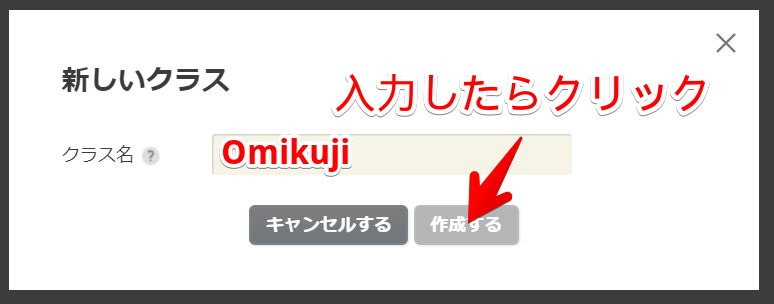 新しいクラス
入力したらクリック
クラス名 ?
Omikuji
キャンセルする
作成する